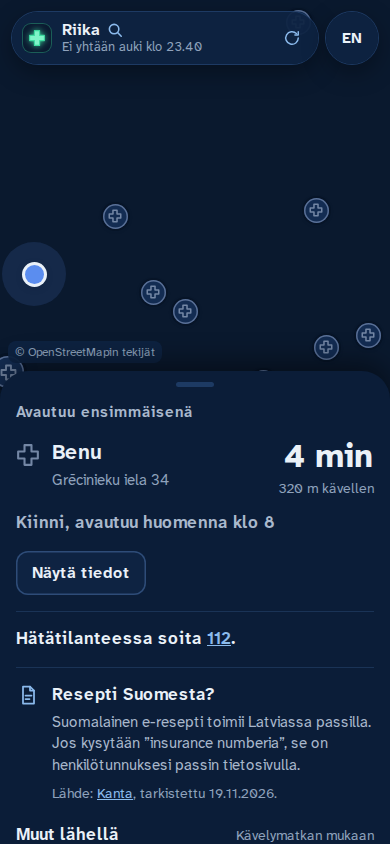 Riika
Ei yhtään auki klo 23.40
EN
© OpenStreetMapin tekijät
Avautuu ensimmäisenä
Benu
4 min
Grēcinieku iela 34
320 m kävellen
Kiinni, avautuu huomenna klo 8
Näytä tiedot
Hätätilanteessa soita 112.
Resepti Suomesta?
Suomalainen e-resepti toimii Latviassa passilla.
Jos kysytään ”insurance numberia”, se on
henkilötunnuksesi passin tietosivulla.
Lähde: Kanta, tarkistettu 19.11.2026.
Muut lähellä
Kävelymatkan mukaan